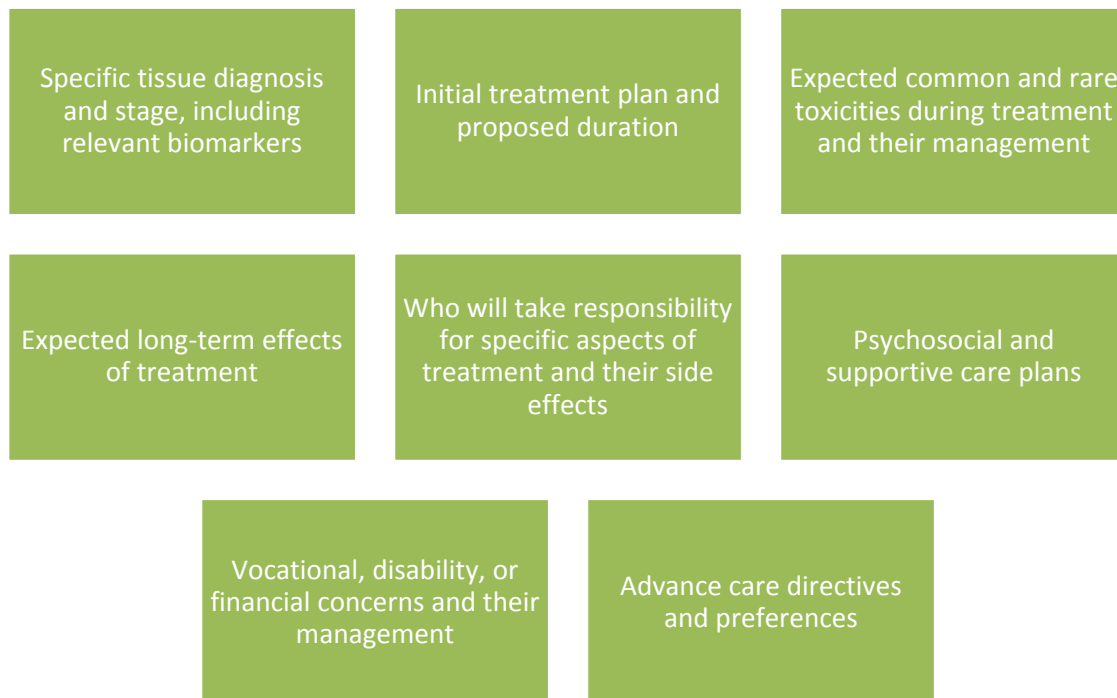 Specific tissue diagnosis
and stage, including
relevant biomarkers
Initial treatment plan and
proposed duration
Expected common and rare
toxicities during treatment
and their management
Expected long-term effects
of treatment
Who will take responsibility
for specific aspects of
treatment and their side
effects
Psychosocial and
supportive care plans
Vocational, disability, or
financial concerns and their
management
Advance care directives
and preferences